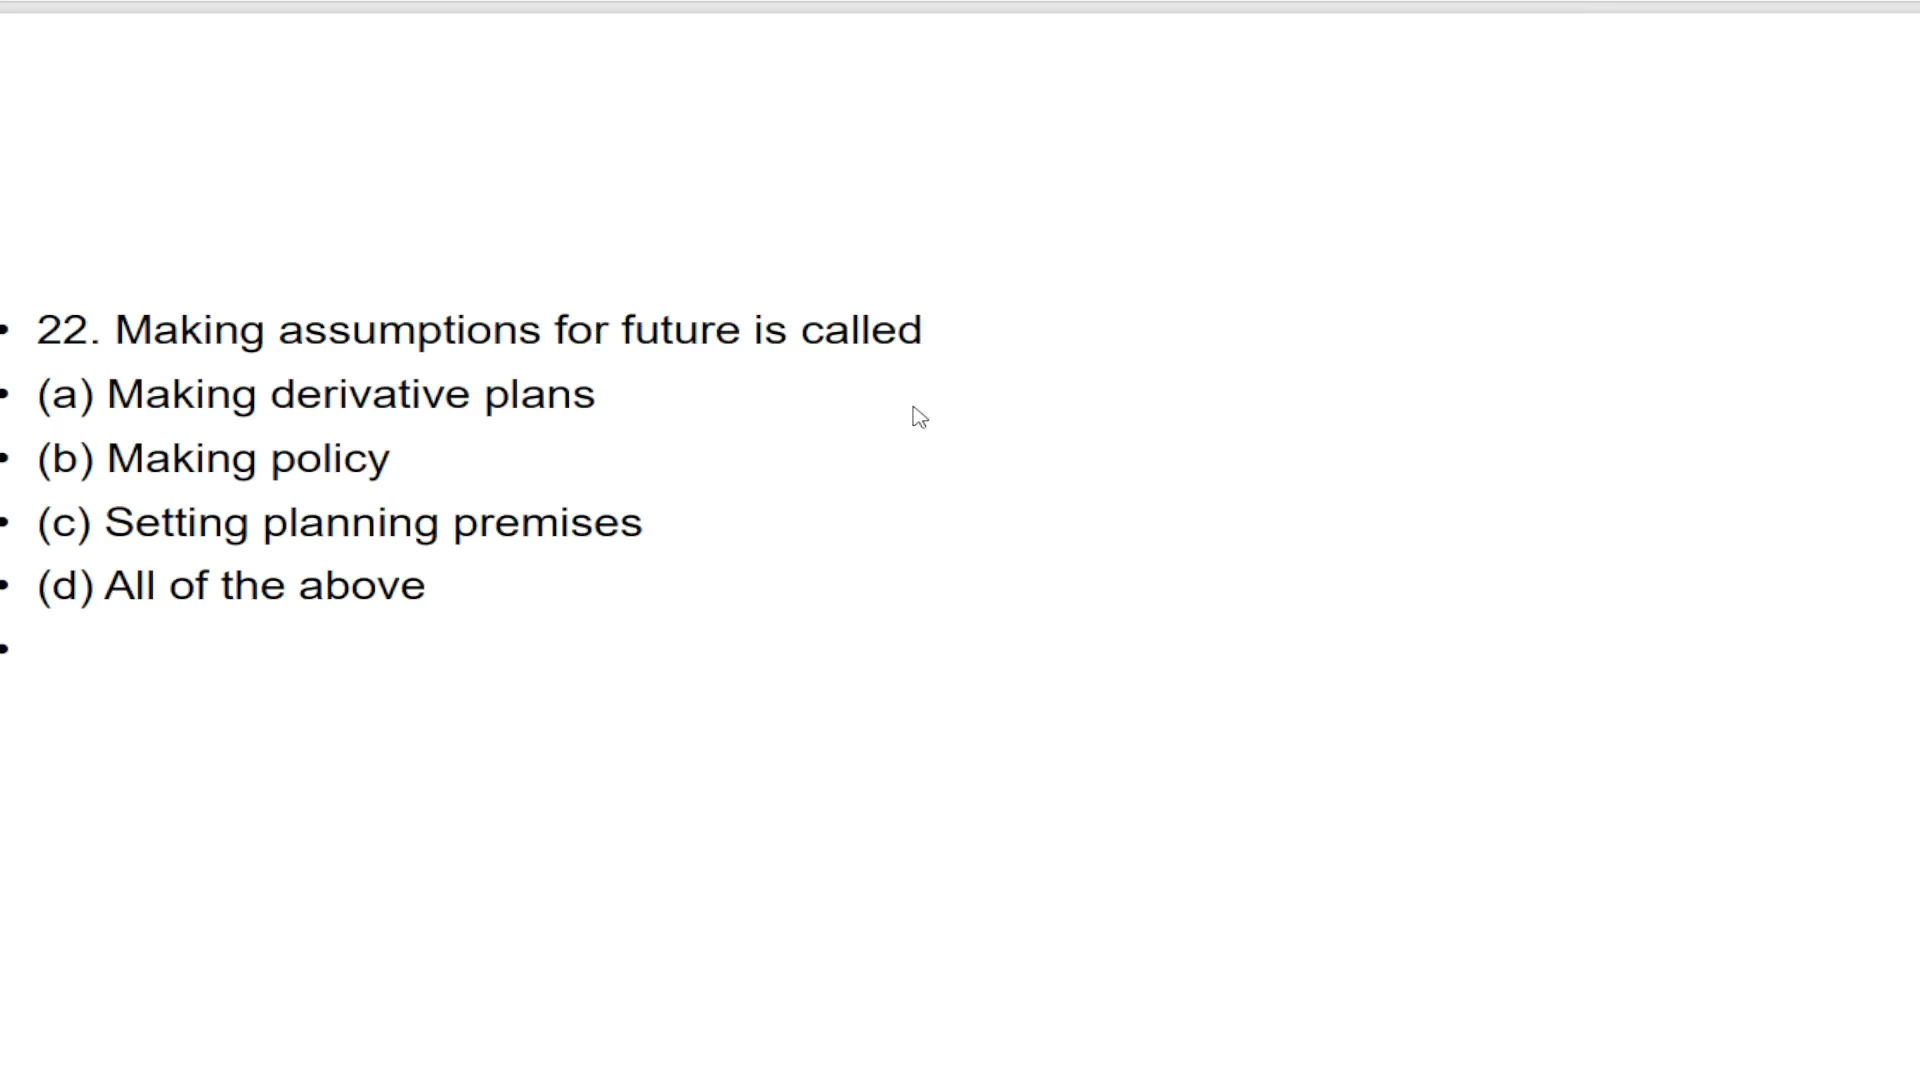 • 22. Making assumptions for future is called
• (a) Making derivative plans
• (b) Making policy
• (c) Setting planning premises
• (d) All of the above
•